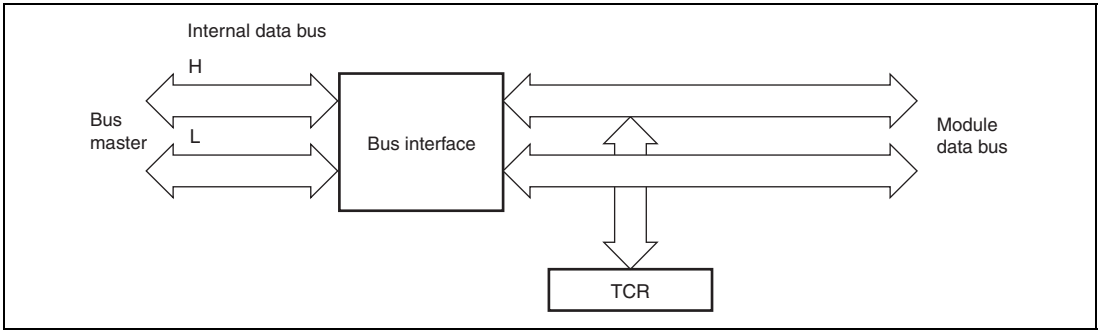 Internal data bus
H
Bus
master
L
Bus interface
Module
data bus
TCR